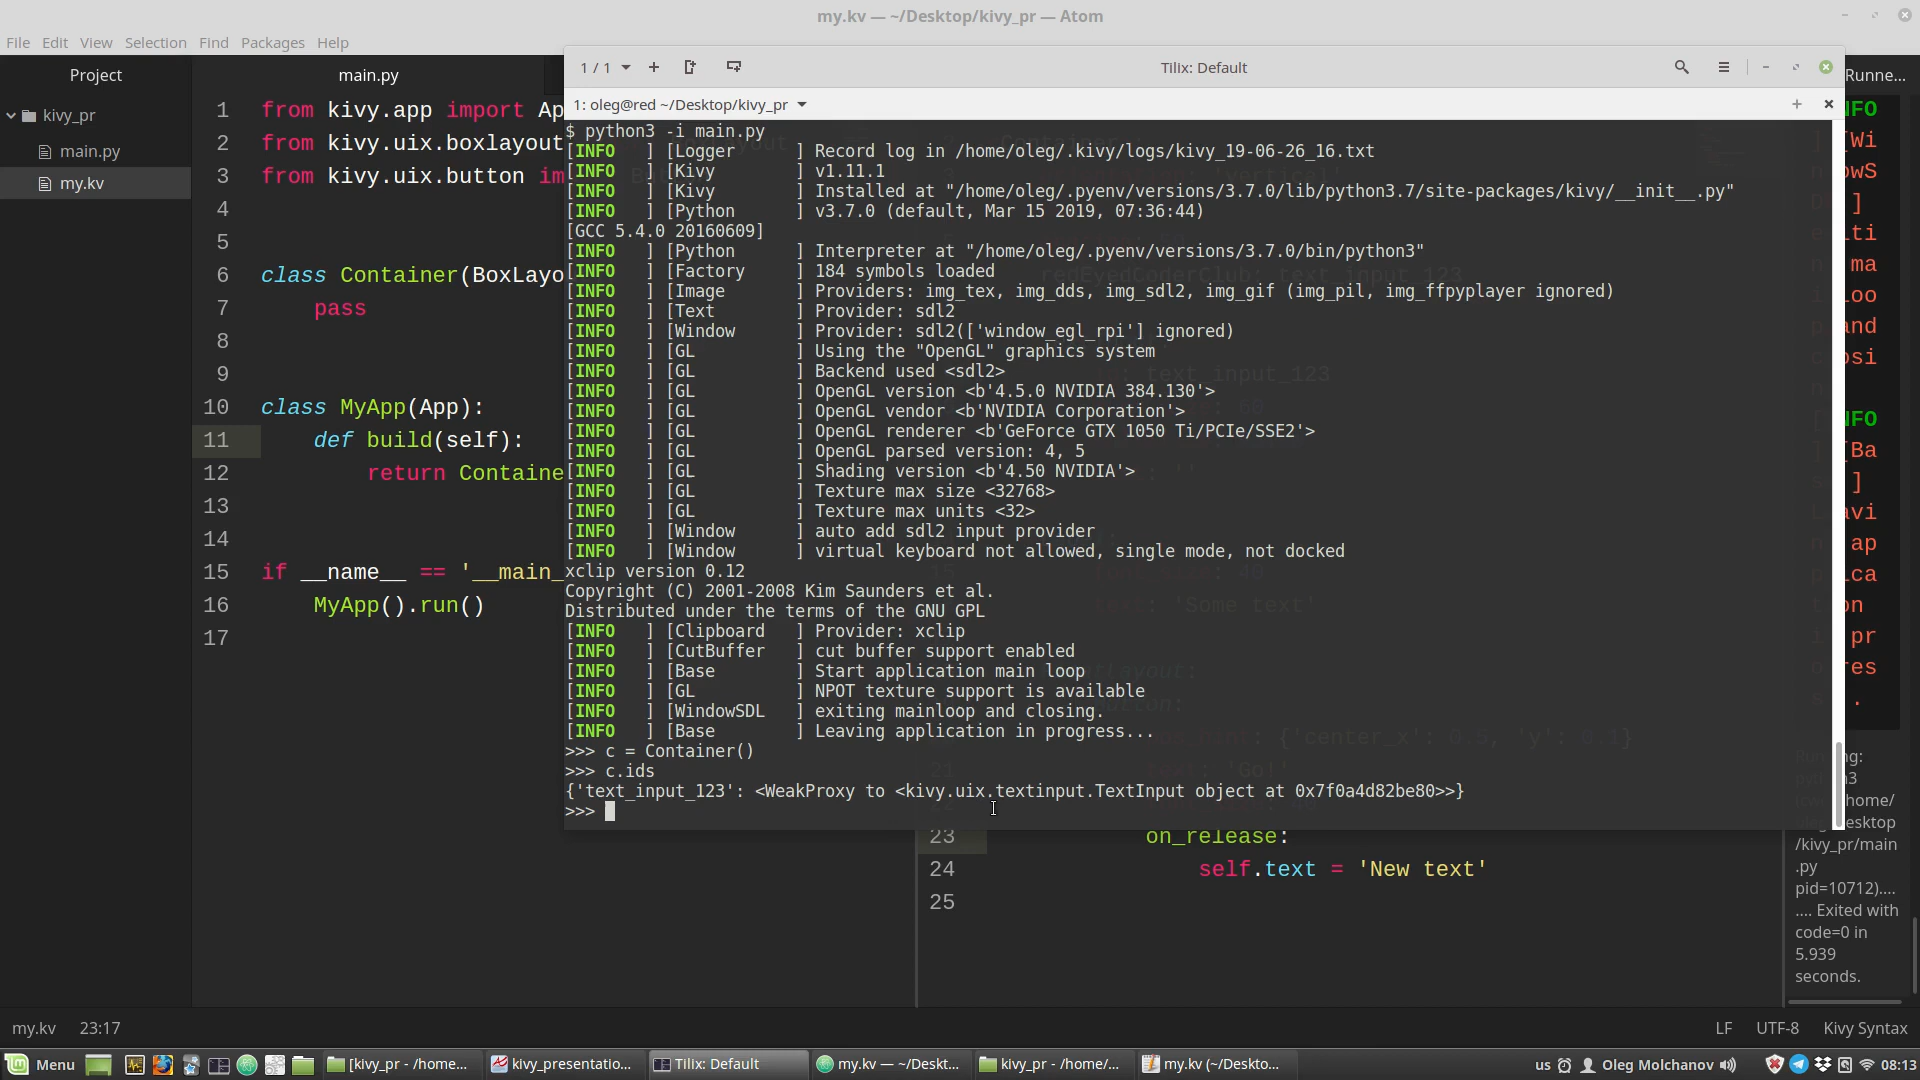 my.kv — ~/Desktop/kivy_pr — Atom
File Edit View Selection Find Packages Help
Project
kivy_pr
main.py
my.kv
main.py
1 from kivy.app import Ap
2 from kivy.uix.boxlayout
3 from kivy.uix.button im
4
5
6 class Container(BoxLayo
7 pass
8
9
10 class MyApp(App):
11 def build(self):
12 return Containe
13
14
15 if __name__ == '__main_
16 MyApp().run()
17
1 / 1
Tilix: Default
1: oleg@red ~/Desktop/kivy_pr
$ python3 -i main.py
[INFO   ] [Logger      ] Record log in /home/oleg/.kivy/logs/kivy_19-06-26_16.txt
[INFO   ] [Kivy        ] v1.11.1
[INFO   ] [Kivy        ] Installed at "/home/oleg/.pyenv/versions/3.7.0/lib/python3.7/site-packages/kivy/__init__.py"
[INFO   ] [Python      ] v3.7.0 (default, Mar 15 2019, 07:36:44)
[GCC 5.4.0 20160609]
[INFO   ] [Python      ] Interpreter at "/home/oleg/.pyenv/versions/3.7.0/bin/python3"
[INFO   ] [Factory     ] 184 symbols loaded
[INFO   ] [Image       ] Providers: img_tex, img_dds, img_sdl2, img_gif (img_pil, img_ffpyplayer ignored)
[INFO   ] [Text        ] Provider: sdl2
[INFO   ] [Window      ] Provider: sdl2(['window_egl_rpi'] ignored)
[INFO   ] [GL          ] Using the "OpenGL" graphics system
[INFO   ] [GL          ] Backend used <sdl2>
[INFO   ] [GL          ] OpenGL version <b'4.5.0 NVIDIA 384.130'>
[INFO   ] [GL          ] OpenGL vendor <b'NVIDIA Corporation'>
[INFO   ] [GL          ] OpenGL renderer <b'GeForce GTX 1050 Ti/PCIe/SSE2'>
[INFO   ] [GL          ] OpenGL parsed version: 4, 5
[INFO   ] [GL          ] Shading version <b'4.50 NVIDIA'>
[INFO   ] [GL          ] Texture max size <32768>
[INFO   ] [GL          ] Texture max units <32>
[INFO   ] [Window      ] auto add sdl2 input provider
[INFO   ] [Window      ] virtual keyboard not allowed, single mode, not docked
xclip version 0.12
Copyright (C) 2001-2008 Kim Saunders et al.
Distributed under the terms of the GNU GPL
[INFO   ] [Clipboard   ] Provider: xclip
[INFO   ] [CutBuffer   ] cut buffer support enabled
[INFO   ] [Base        ] Start application main loop
[INFO   ] [GL          ] NPOT texture support is available
[INFO   ] [WindowSDL   ] exiting mainloop and closing.
[INFO   ] [Base        ] Leaving application in progress...
>>> c = Container()
>>> c.ids
{'text_input_123': <WeakProxy to <kivy.uix.textinput.TextInput object at 0x7f0a4d82be80>>}
>>>
23 on_release:
24 self.text = 'New text'
25
Runne...
/kivy_pr/main
.py
pid=10712)....
.... Exited with
code=0 in
5.939
seconds.
my.kv 23:17
LF UTF-8 Kivy Syntax
Menu [kivy_pr - /home... kivy_presentatio... Tilix: Default my.kv — ~/Deskt... kivy_pr - /home/... my.kv (~/Deskto... us Oleg Molchanov 08:13